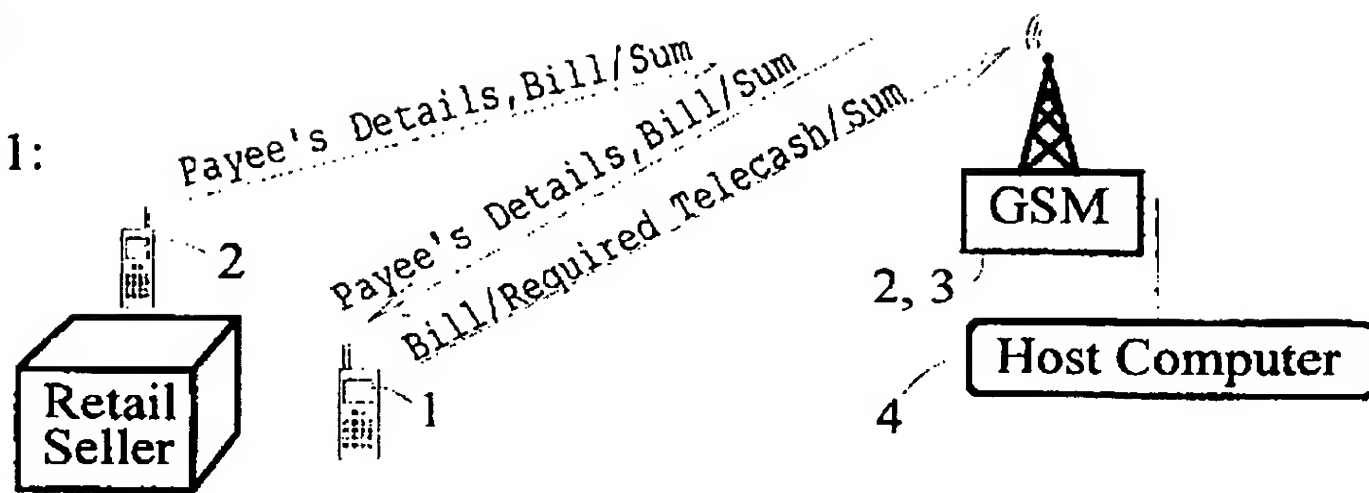 Payee's Details,Bill/Sum
1:
Payee's Details,Bill/Sum
Bill/Required Telecash/Sum
GSM
2
2, 3
Host Computer
1
4
Retail
Seller